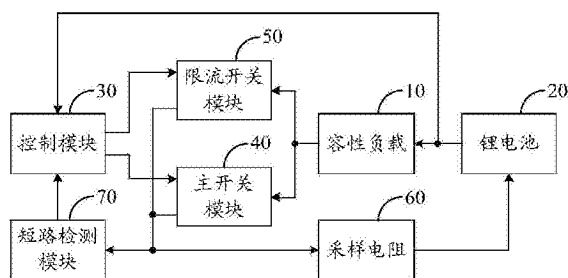 50
限流开关
模块
30
控制模块
10
容性负载
20
锂电池
40
主开关
模块
70
短路检测
模块
60
采样电阻